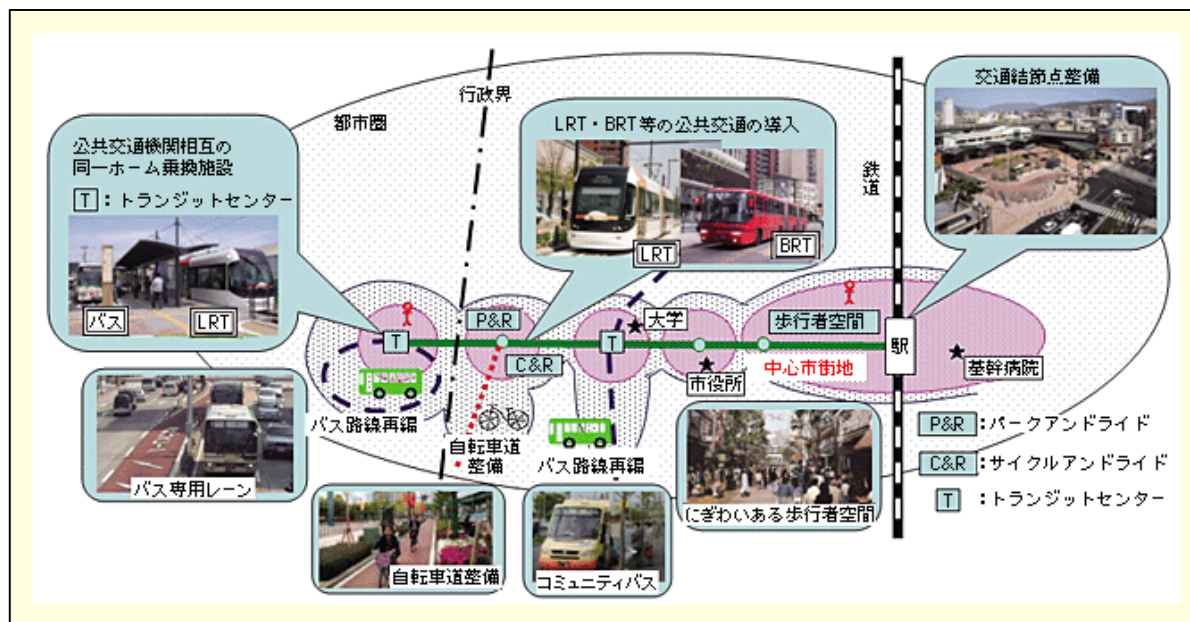 行政界
都市圏
公共交通機関相互の
同一ホーム乗換施設
T:トランジットセンター
バス
LRT
LRT・BRT等の公共交通の導入
LRT
BRT
交通結節点整備
鉄道
P&R
C&R
T
T
大学
市役所
歩行者空間
中心市街地
駅
基幹病院
バス路線再編
自転車道
整備
バス路線再編
バス専用レーン
自転車道整備
コミュニティバス
にぎわいある歩行者空間
P&R:パークアンドライド
C&R:サイクルアンドライド
T:トランジットセンター